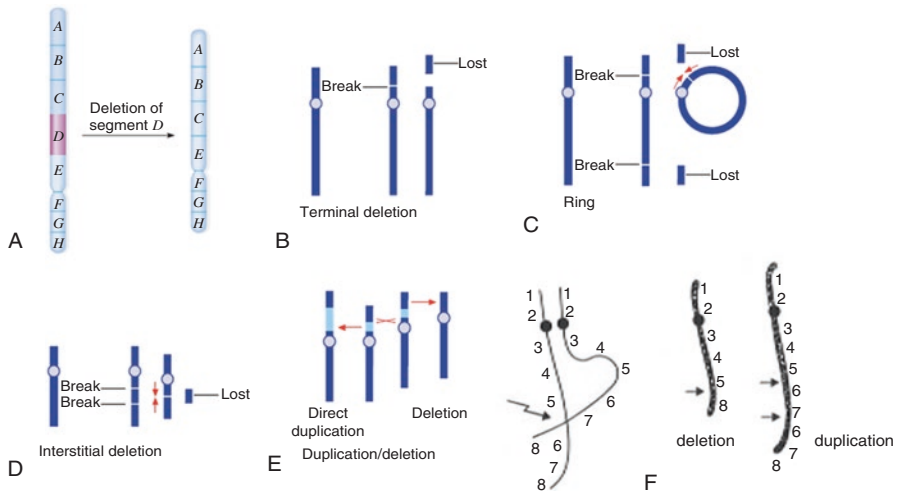 A
B
C
D
E
F
G
H
Deletion of
segment D
A
B
C
E
F
G
H
A
Break
Lost
Terminal deletion
B
Break
Break
Lost
Lost
Ring
C
Break
Break
Lost
Interstitial deletion
D
Direct
duplication
Deletion
Duplication/deletion
E
1
2
3
4
5
6
7
8
1
2
3
4
5
6
7
8
1
2
3
4
5
8
deletion
1
2
3
4
5
6
7
6
7
8
duplication
F